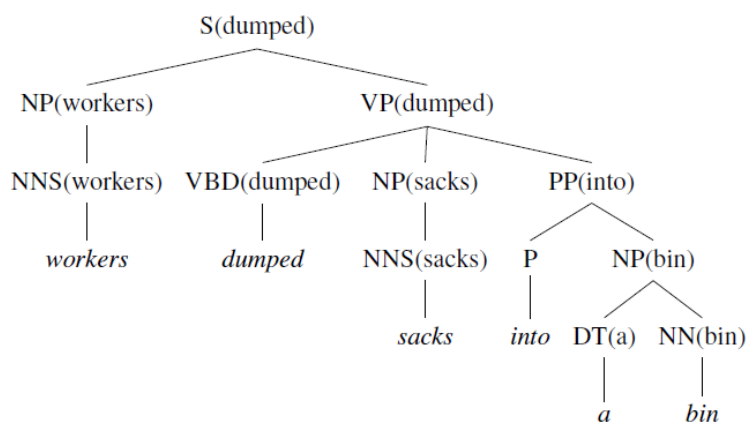 S(dumped)
NP(workers) VP(dumped)
NNS(workers) VBD(dumped) NP(sacks) PP(into)
workers dumped NNS(sacks) P NP(bin)
sacks into DT(a) NN(bin)
a bin